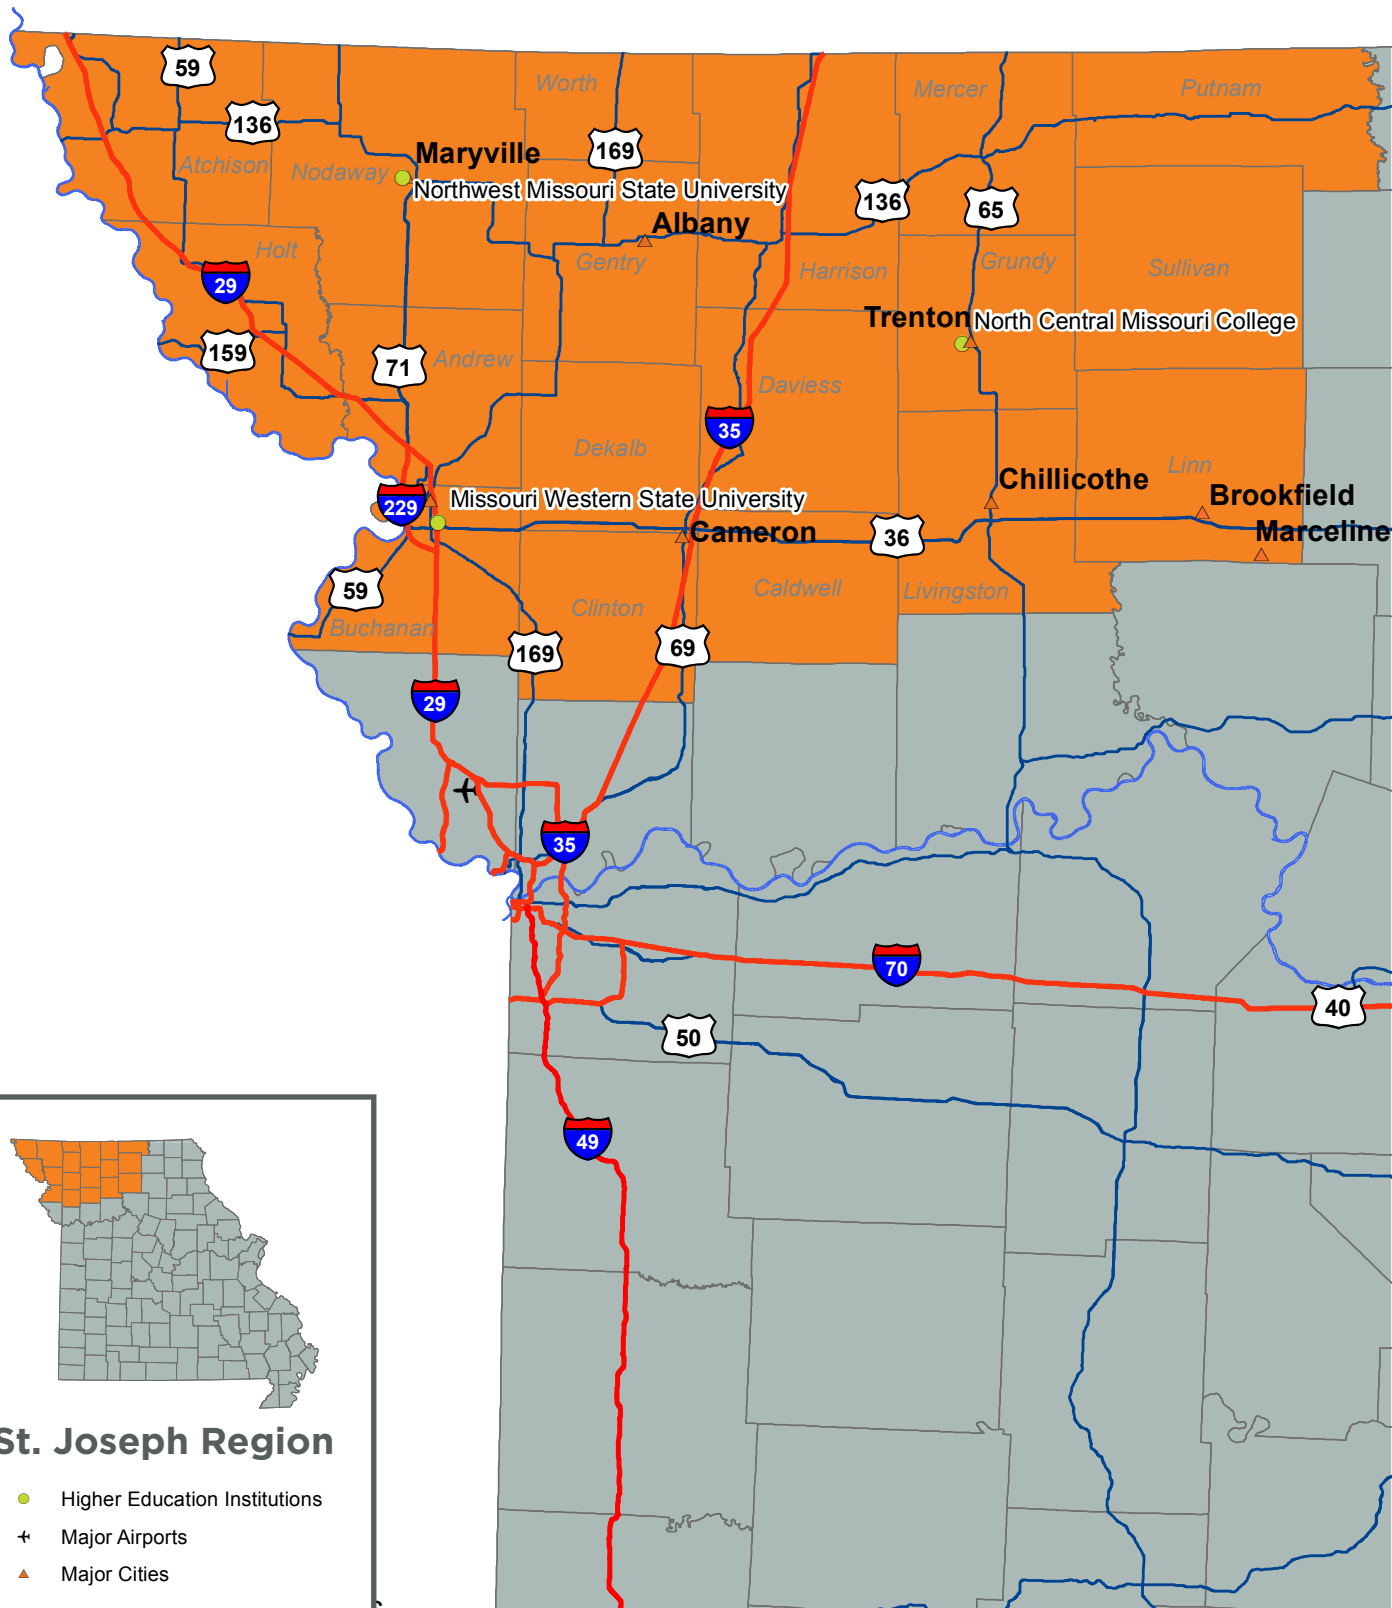 59
136
Worth
Mercer
Putnam
169
Maryville
Atchison
Nodaway
Northwest Missouri State University
136
65
Albany
Holt
Gentry
Harrison
Grundy
Sullivan
29
Trenton
North Central Missouri College
159
71
Andrew
Daviess
35
Dekalb
Linn
Chillicothe
Brookfield
229
Missouri Western State University
Cameron
36
Marceline
59
Caldwell
Livingston
Clinton
Buchanan
169
69
29
35
70
40
50
49
St. Joseph Region
Higher Education Institutions
Major Airports
Major Cities